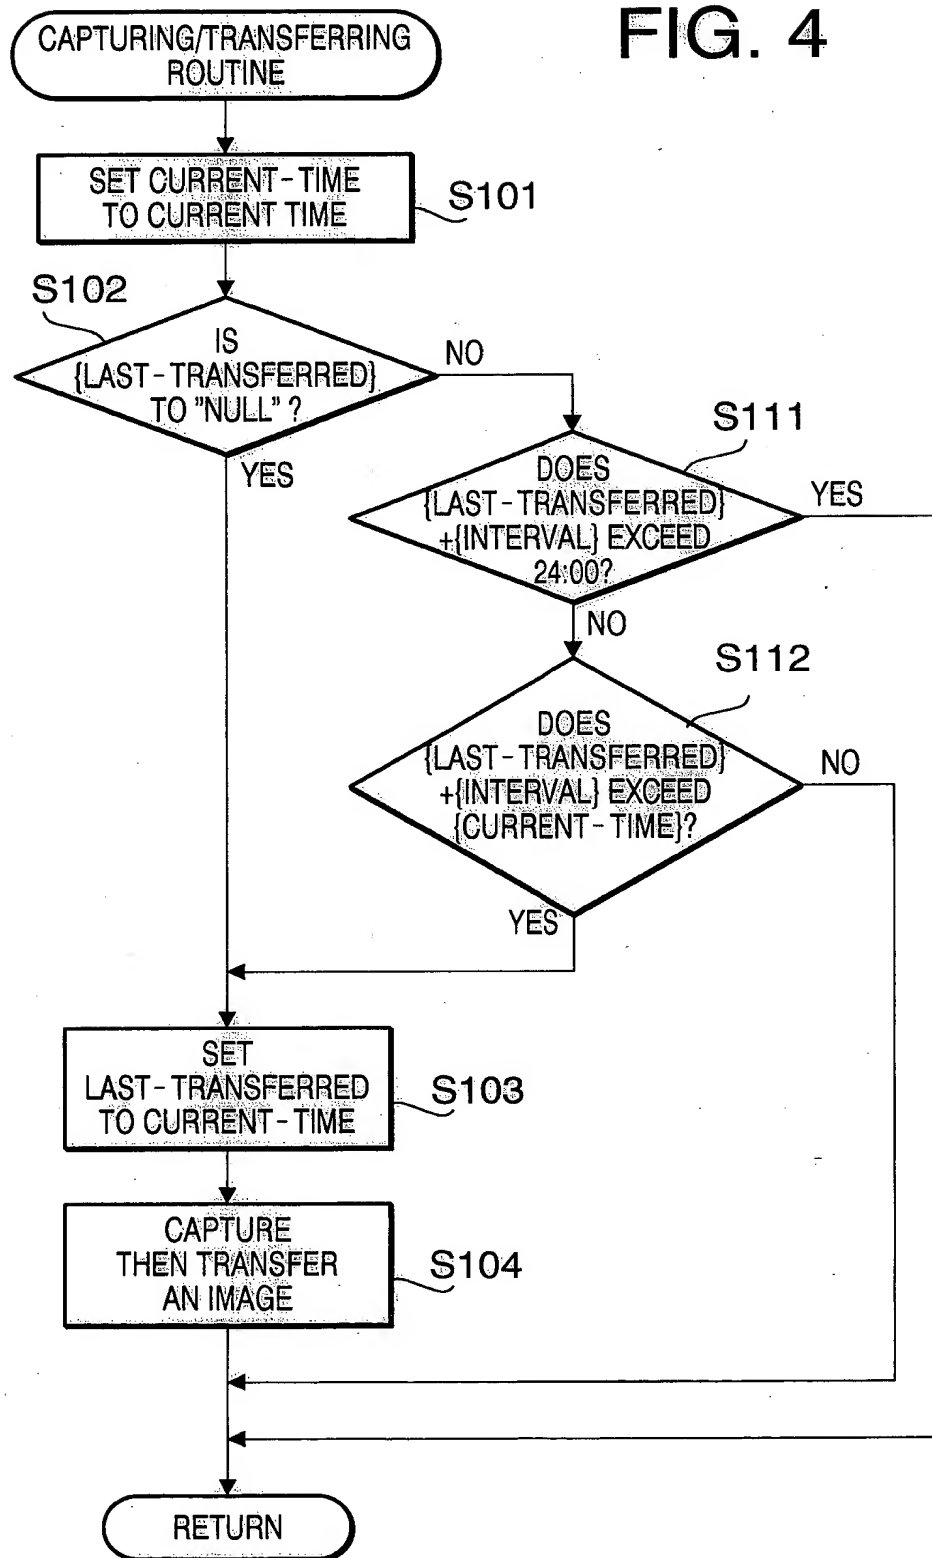 FIG. 4
CAPTURING/TRANSFERRING
ROUTINE
SET CURRENT-TIME
TO CURRENT TIME
S101
S102
IS
{LAST-TRANSFERRED}
TO "NULL" ?
NO
YES
S111
DOES
{LAST-TRANSFERRED}
+{INTERVAL} EXCEED
24:00?
YES
NO
S112
DOES
{LAST-TRANSFERRED}
+{INTERVAL} EXCEED
{CURRENT-TIME}?
NO
YES
SET
LAST-TRANSFERRED
TO CURRENT-TIME
S103
CAPTURE
THEN TRANSFER
AN IMAGE
S104
RETURN